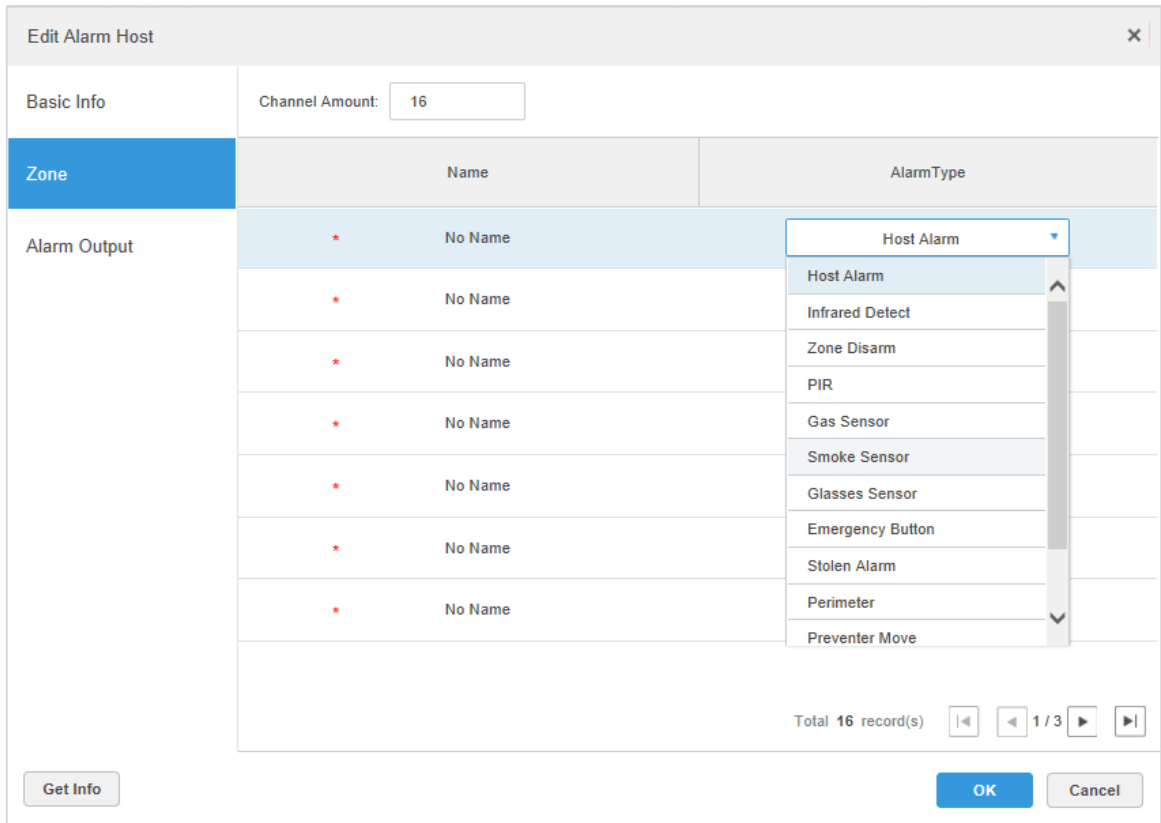 Edit Alarm Host ×
Basic Info
Channel Amount: 16
Zone
Name AlarmType
Alarm Output
* No Name Host Alarm
Host Alarm
* No Name
Infrared Detect
Zone Disarm
* No Name
PIR
* No Name
Gas Sensor
Smoke Sensor
* No Name
Glasses Sensor
Emergency Button
* No Name
Stolen Alarm
* No Name
Perimeter
Preventer Move
Total 16 record(s) 1 / 3
Get Info
OK Cancel